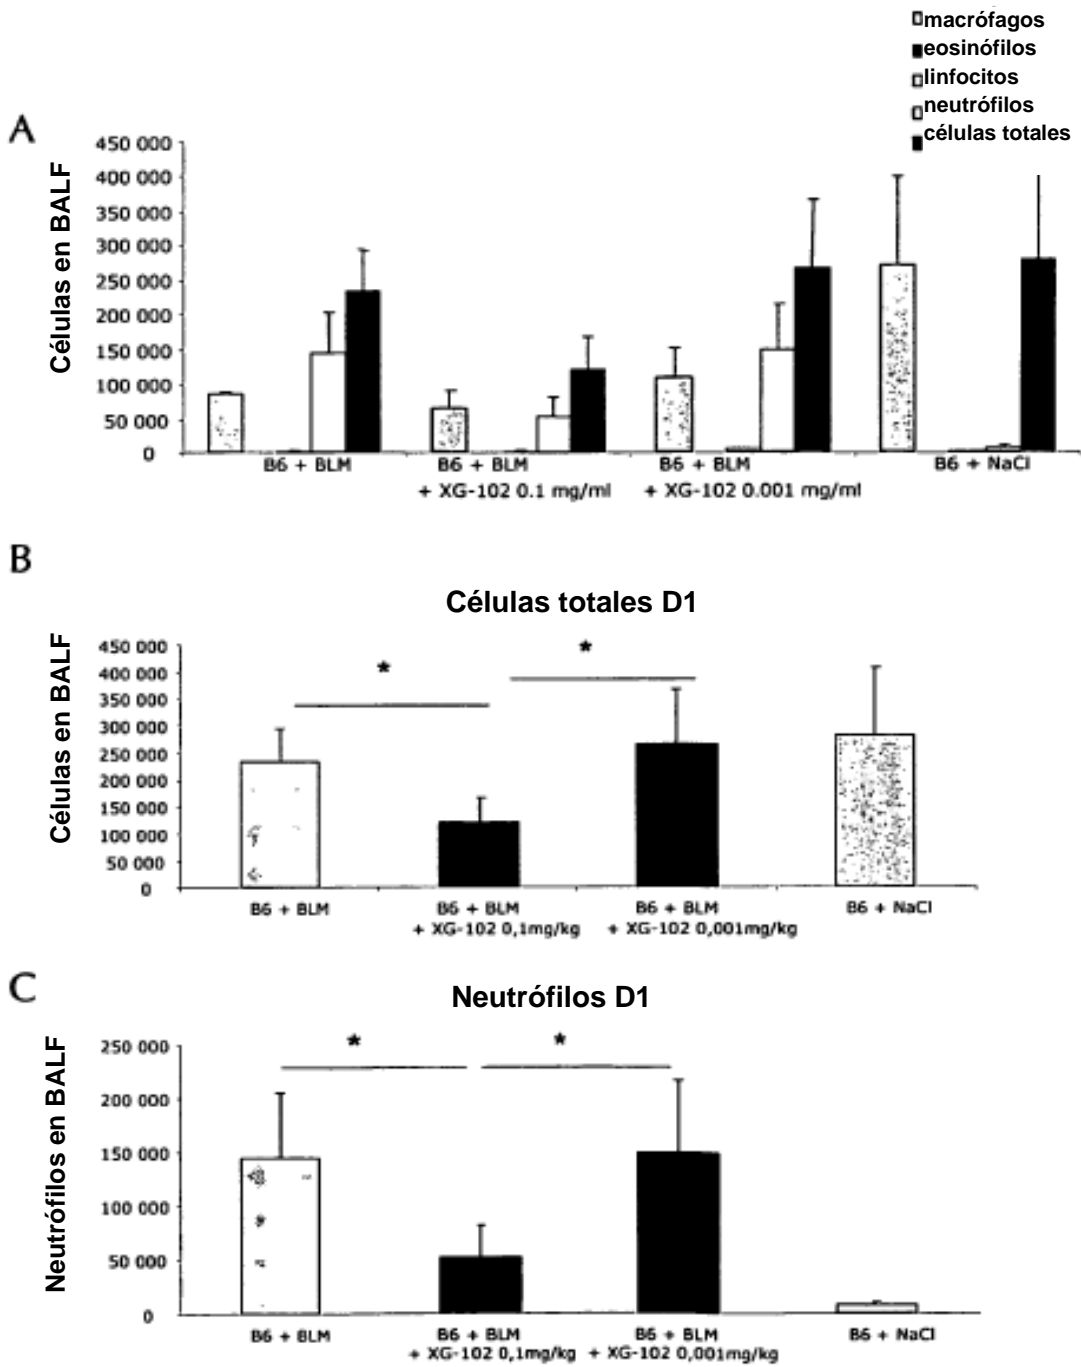 macrófagos
eosinófilos
linfocitos
neutrófilos
células totales
A
Células en BALF
450 000
400 000
350 000
300 000
250 000
200 000
150 000
100 000
50 000
0
B6 + BLM
B6 + BLM
+ XG-102 0.1 mg/ml
B6 + BLM
+ XG-102 0.001 mg/ml
B6 + NaCl
B
Células totales D1
Células en BALF
450 000
400 000
350 000
300 000
250 000
200 000
150 000
100 000
50 000
0
*
*
B6 + BLM
B6 + BLM
+ XG-102 0,1mg/kg
B6 + BLM
+ XG-102 0,001mg/kg
B6 + NaCl
C
Neutrófilos D1
Neutrófilos en BALF
250 000
200 000
150 000
100 000
50 000
0
*
*
B6 + BLM
B6 + BLM
+ XG-102 0,1mg/kg
B6 + BLM
+ XG-102 0,001mg/kg
B6 + NaCl